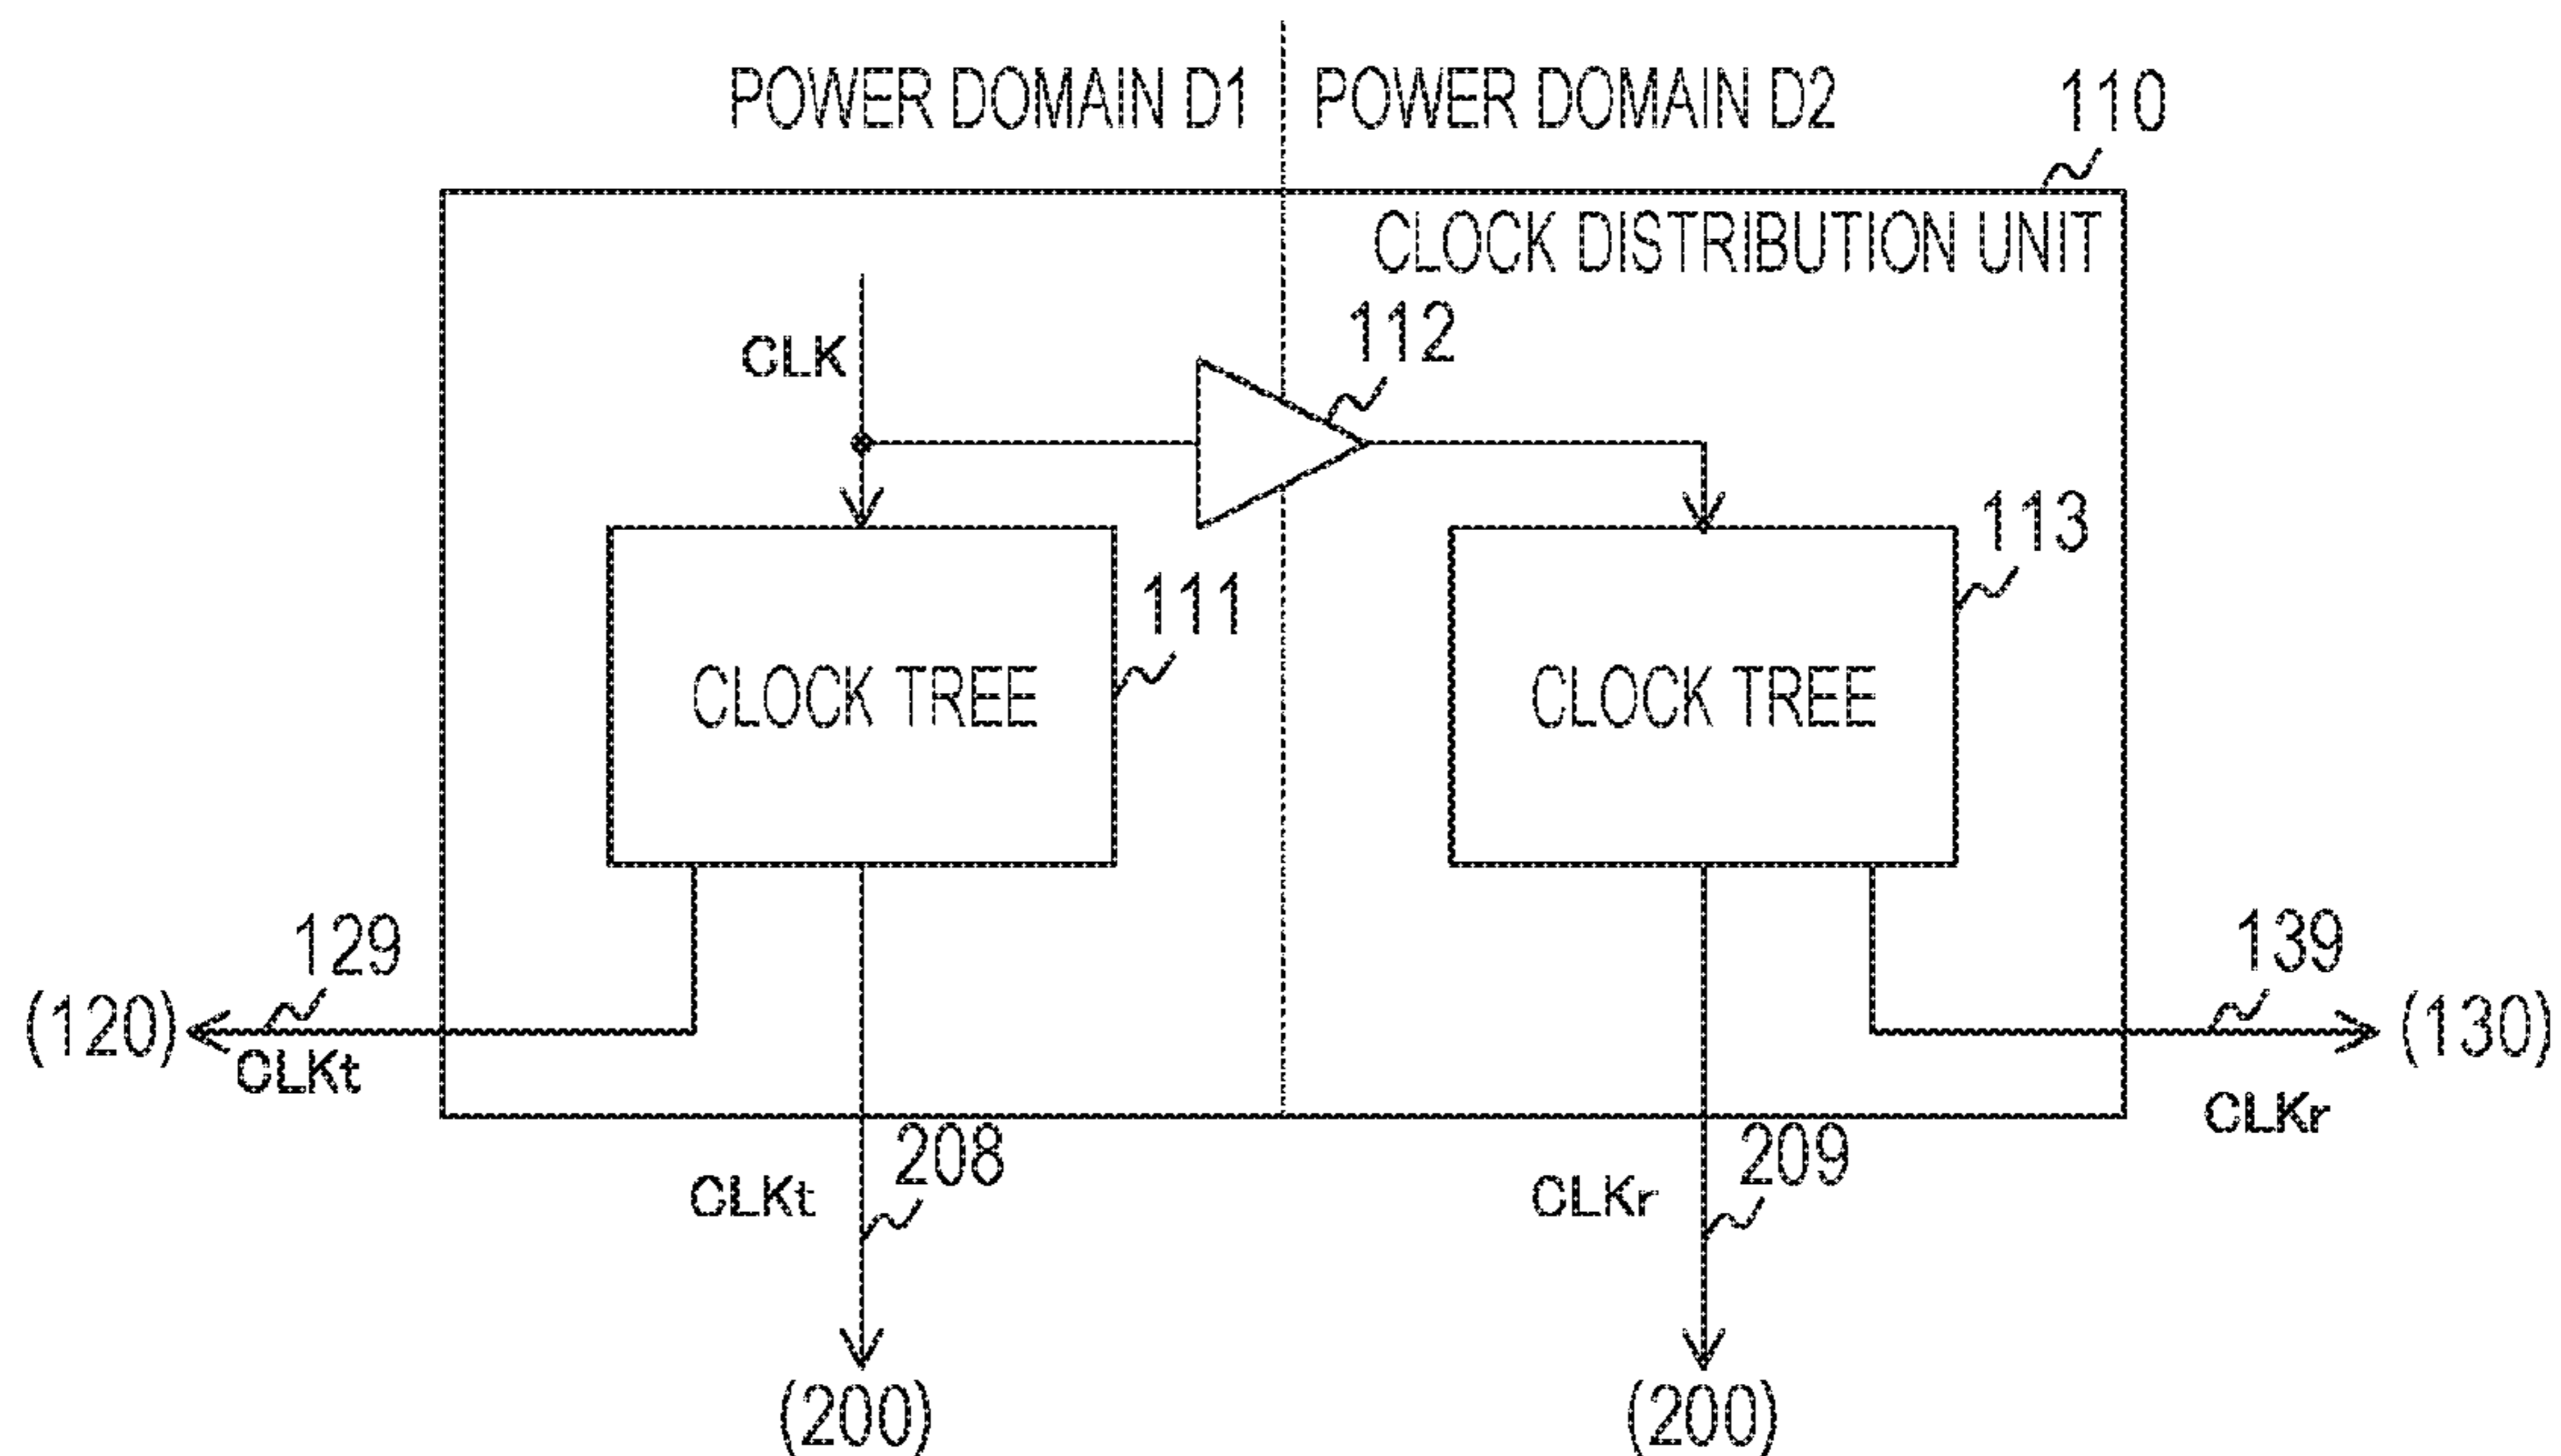 POWER DOMAIN D1
POWER DOMAIN D2
110
CLOCK DISTRIBUTION UNIT
CLK
112
113
111
CLOCK TREE
CLOCK TREE
129
139
(120)
CLKt
(130)
CLKr
208
209
CLKt
CLKr
(200)
(200)